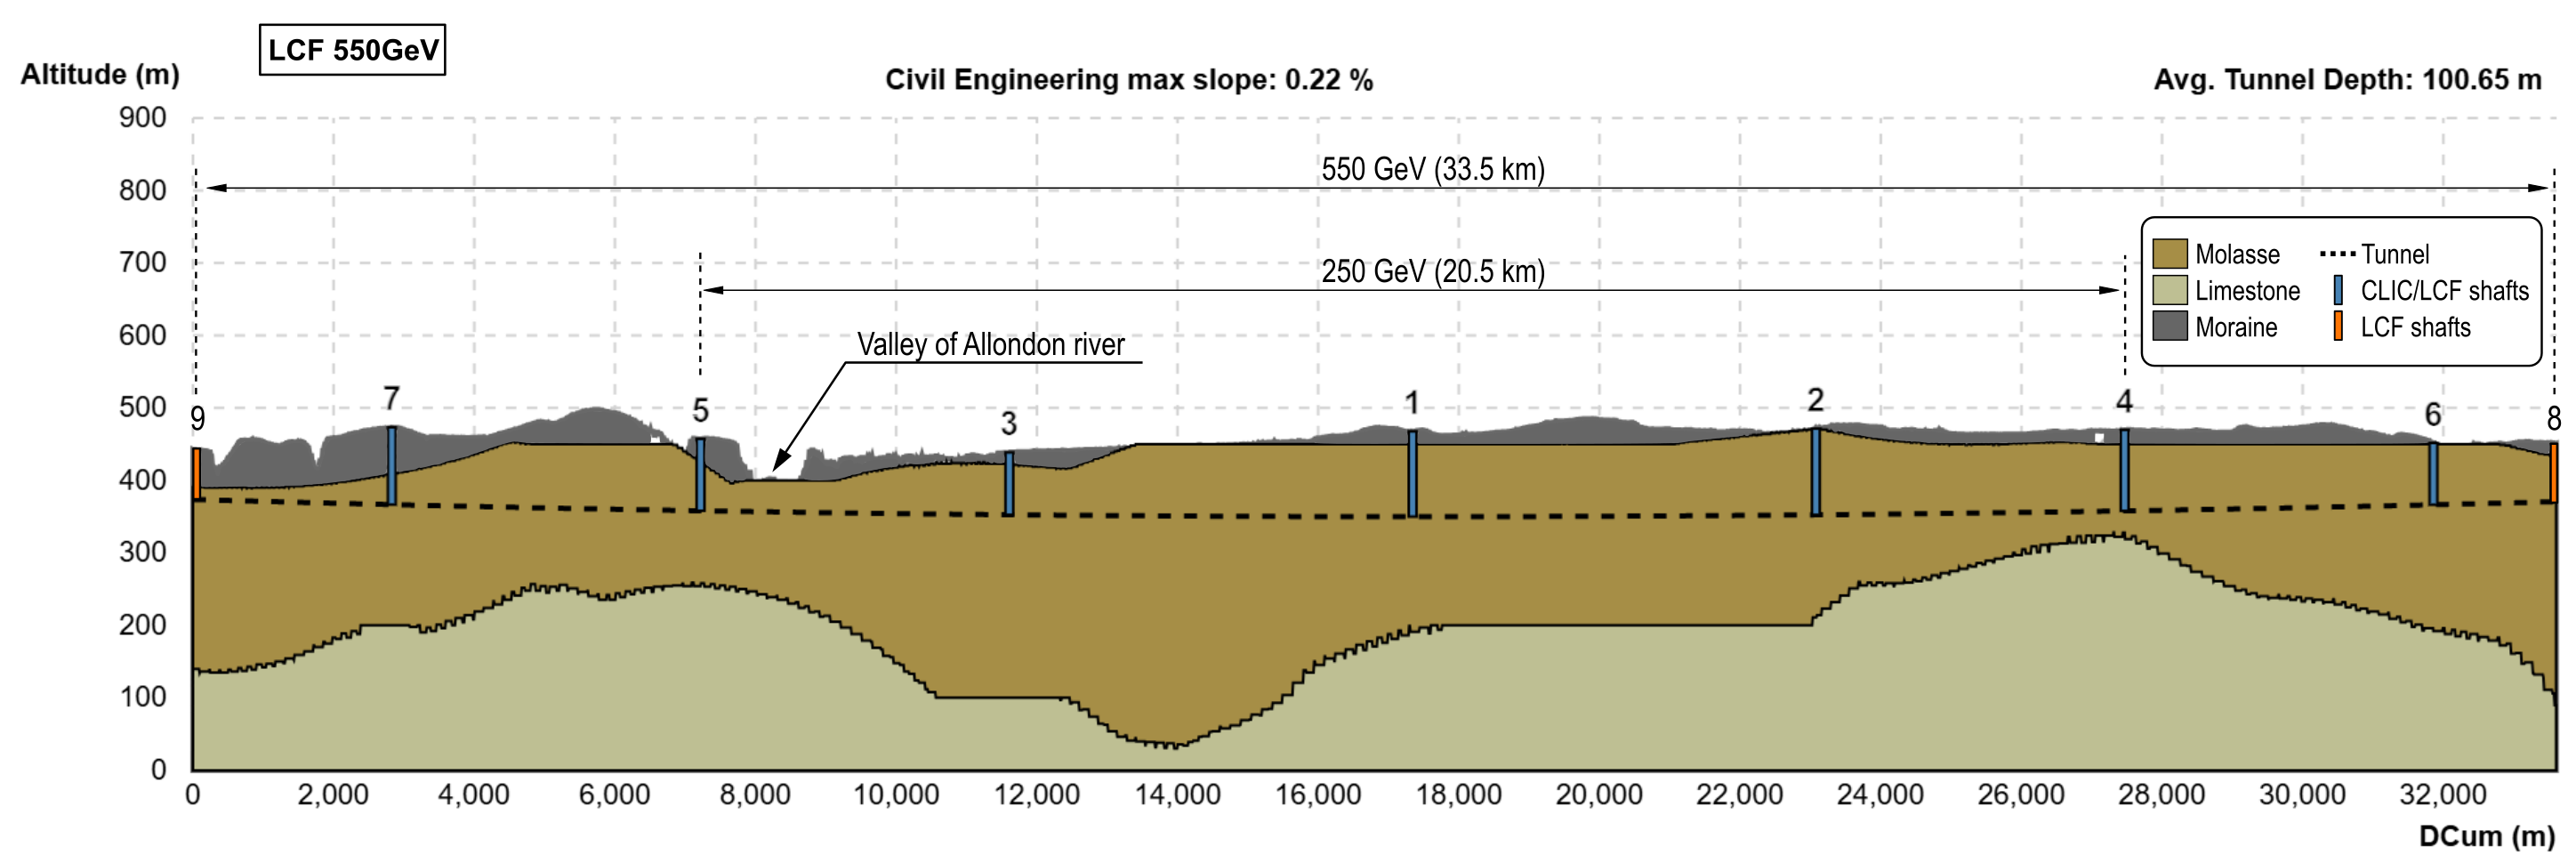 LCF 550GeV
Altitude (m)
Civil Engineering max slope: 0.22 %
Avg. Tunnel Depth: 100.65 m
900
800
700
600
500
400
300
200
100
0
550 GeV (33.5 km)
250 GeV (20.5 km)
Valley of Allondon river
Molasse
Limestone
Moraine
Tunnel
CLIC/LCF shafts
LCF shafts
9
7
5
3
1
2
4
6
8
0 2,000 4,000 6,000 8,000 10,000 12,000 14,000 16,000 18,000 20,000 22,000 24,000 26,000 28,000 30,000 32,000
DCum (m)